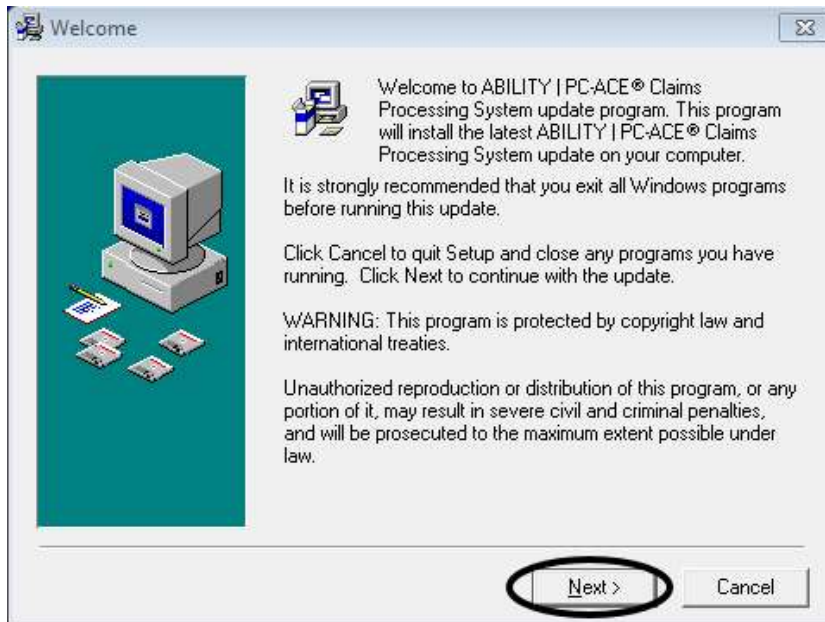 Welcome
Welcome to ABILITY | PC-ACE® Claims
Processing System update program. This program
will install the latest ABILITY | PC-ACE® Claims
Processing System update on your computer.
It is strongly recommended that you exit all Windows programs
before running this update.
Click Cancel to quit Setup and close any programs you have
running. Click Next to continue with the update.
WARNING: This program is protected by copyright law and
international treaties.
Unauthorized reproduction or distribution of this program, or any
portion of it, may result in severe civil and criminal penalties,
and will be prosecuted to the maximum extent possible under
law.
Next > Cancel